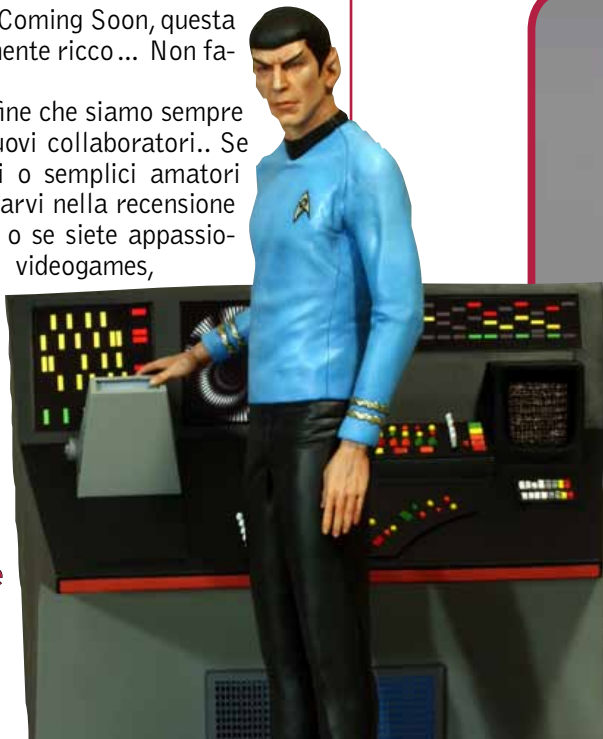 Coming Soon, questa
mente ricco... Non fa-
fine che siamo sempre
uovi collaboratori.. Se
i o semplici amatori
arvi nella recensione
o se siete appassio-
videogames,
e